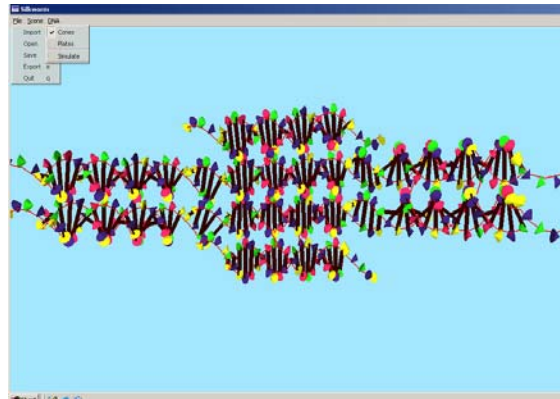 Silkworm
File Scene DNA
Import ✔ Cones
Open Plates
Save Simulate
Export
Quit Q